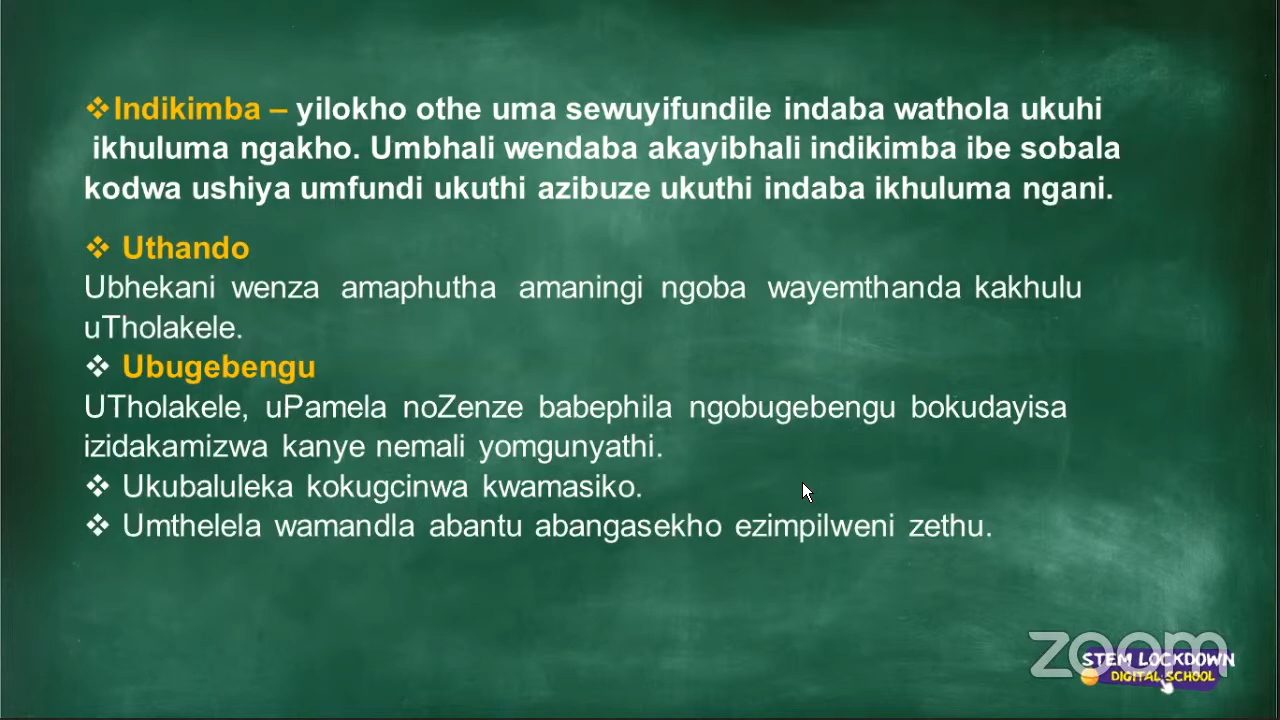 ❖Indikimba – yilokho othe uma sewuyifundile indaba wathola ukuhi
ikhuluma ngakho. Umbhali wendaba akayibhali indikimba ibe sobala
kodwa ushiya umfundi ukuthi azibuze ukuthi indaba ikhuluma ngani.
❖ Uthando
Ubhekani wenza amaphutha amaningi ngoba wayemthanda kakhulu
uTholakele.
❖ Ubugebengu
UTholakele, uPamela noZenze babephila ngobugebengu bokudayisa
izidakamizwa kanye nemali yomgunyathi.
❖ Ukubaluleka kokugcinwa kwamasiko.
❖ Umthelela wamandla abantu abangasekho ezimpilweni zethu.
zoom
STEM LOCKDOWN
DIGITAL SCHOOL